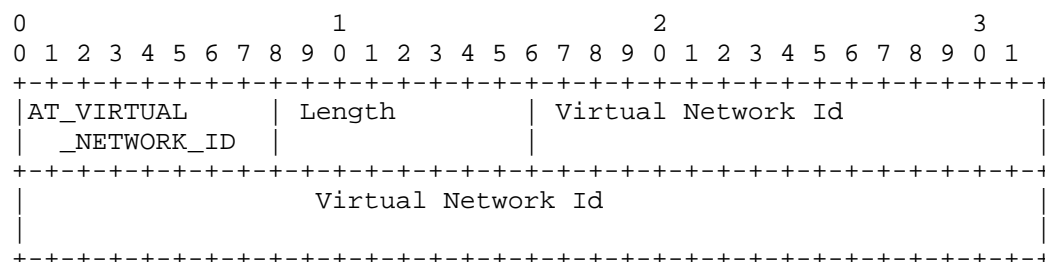 0                   1                   2                   3
0 1 2 3 4 5 6 7 8 9 0 1 2 3 4 5 6 7 8 9 0 1 2 3 4 5 6 7 8 9 0 1
+-+-+-+-+-+-+-+-+-+-+-+-+-+-+-+-+-+-+-+-+-+-+-+-+-+-+-+-+-+-+-+-+
|AT_VIRTUAL     | Length        | Virtual Network Id            |
|  _NETWORK_ID  |               |                               |
+-+-+-+-+-+-+-+-+-+-+-+-+-+-+-+-+-+-+-+-+-+-+-+-+-+-+-+-+-+-+-+-+
|                  Virtual Network Id                           |
|                                                               |
+-+-+-+-+-+-+-+-+-+-+-+-+-+-+-+-+-+-+-+-+-+-+-+-+-+-+-+-+-+-+-+-+